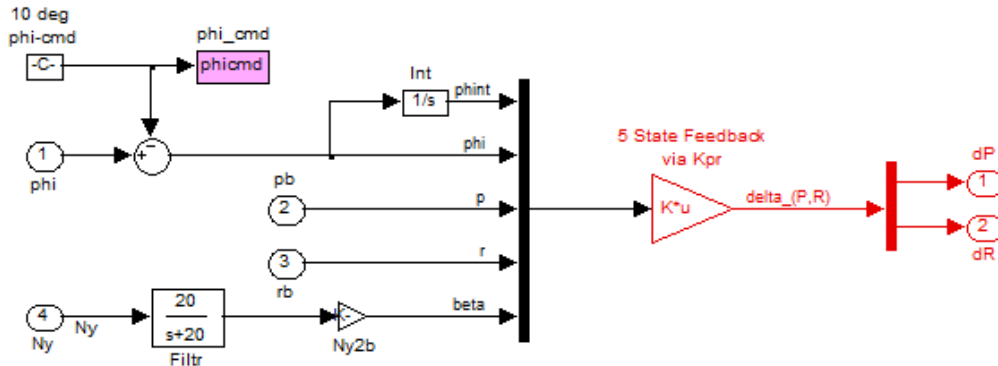 10 deg
phi-cmd
-C-
phi_cmd
phicmd
Int
1/s
phint
+
−
1
phi
phi
pb
2
p
3
rb
r
4
Ny
Ny
20
s+20
Filtr
K-
Ny2b
beta
5 State Feedback
via Kpr
K*u
delta_(P,R)
dP
1
2
dR